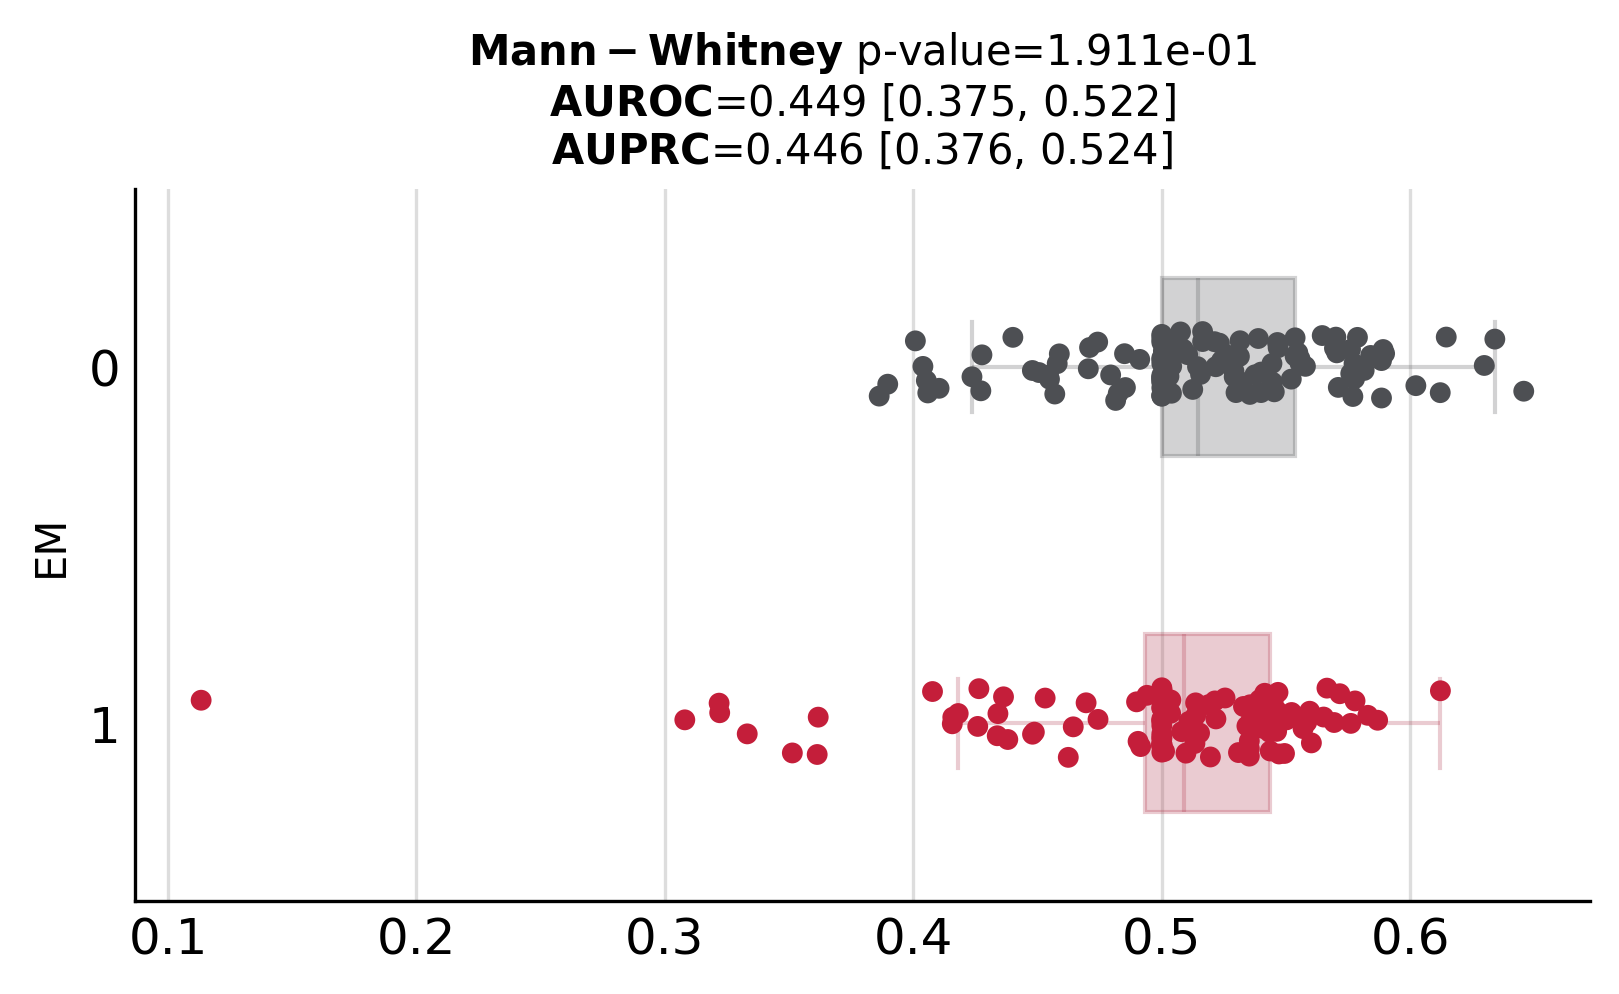 Mann−Whitney p-value=1.911e-01
AUROC=0.449 [0.375, 0.522]
AUPRC=0.446 [0.376, 0.524]
0
EM
1
0.1 0.2 0.3 0.4 0.5 0.6